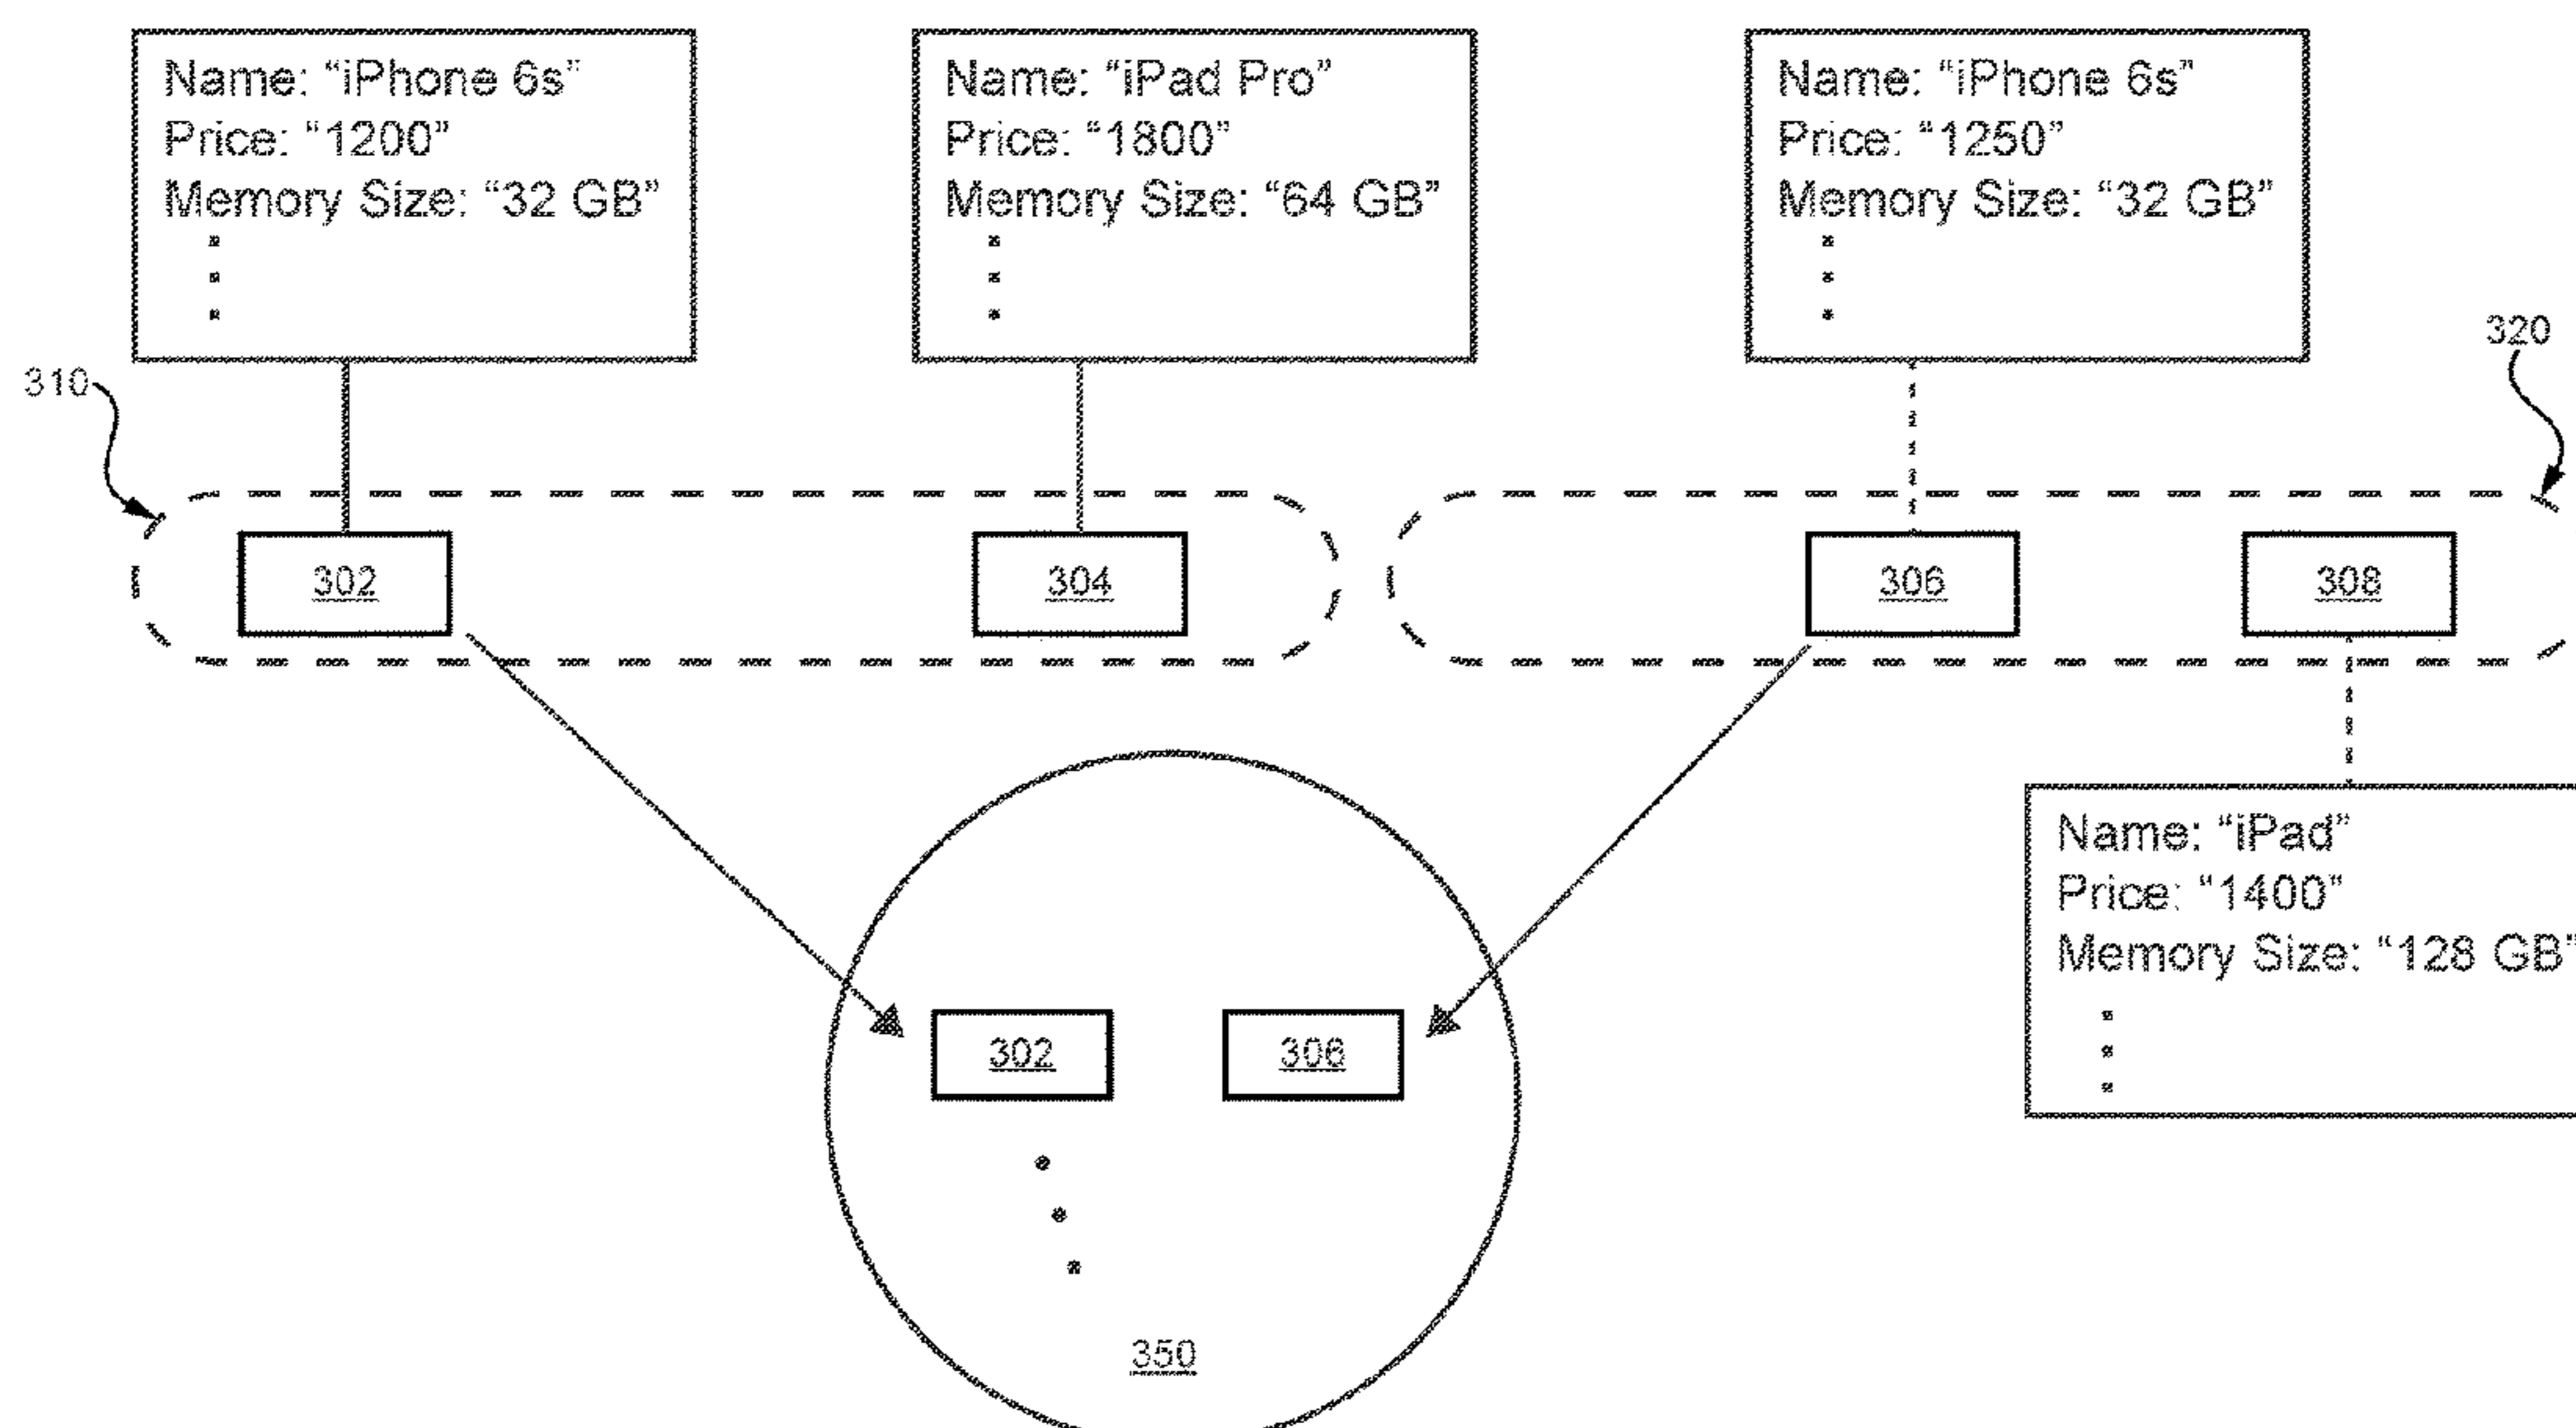 Name: “iPhone 6s”
Price: “1200”
Memory Size: “32 GB”
Name: “iPad Pro”
Price: “1800”
Memory Size: “64 GB”
Name: “iPhone 6s”
Price: “1250”
Memory Size: “32 GB”
310
320
302
304
306
308
Name: “iPad”
Price: “1400”
Memory Size: “128 GB”
302
306
350